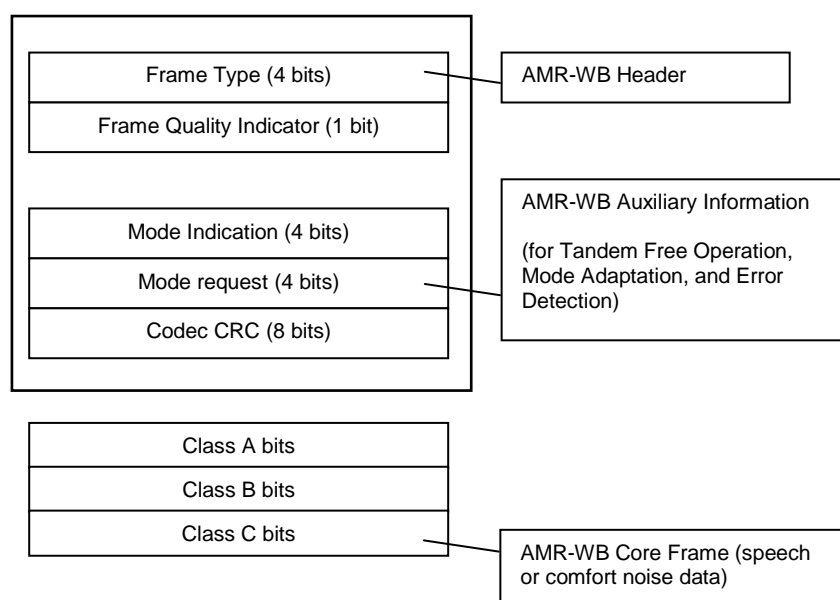 Frame Type (4 bits)
AMR-WB Header
Frame Quality Indicator (1 bit)
AMR-WB Auxiliary Information
(for Tandem Free Operation,
Mode Adaptation, and Error
Detection)
Mode Indication (4 bits)
Mode request (4 bits)
Codec CRC (8 bits)
Class A bits
Class B bits
Class C bits
AMR-WB Core Frame (speech
or comfort noise data)